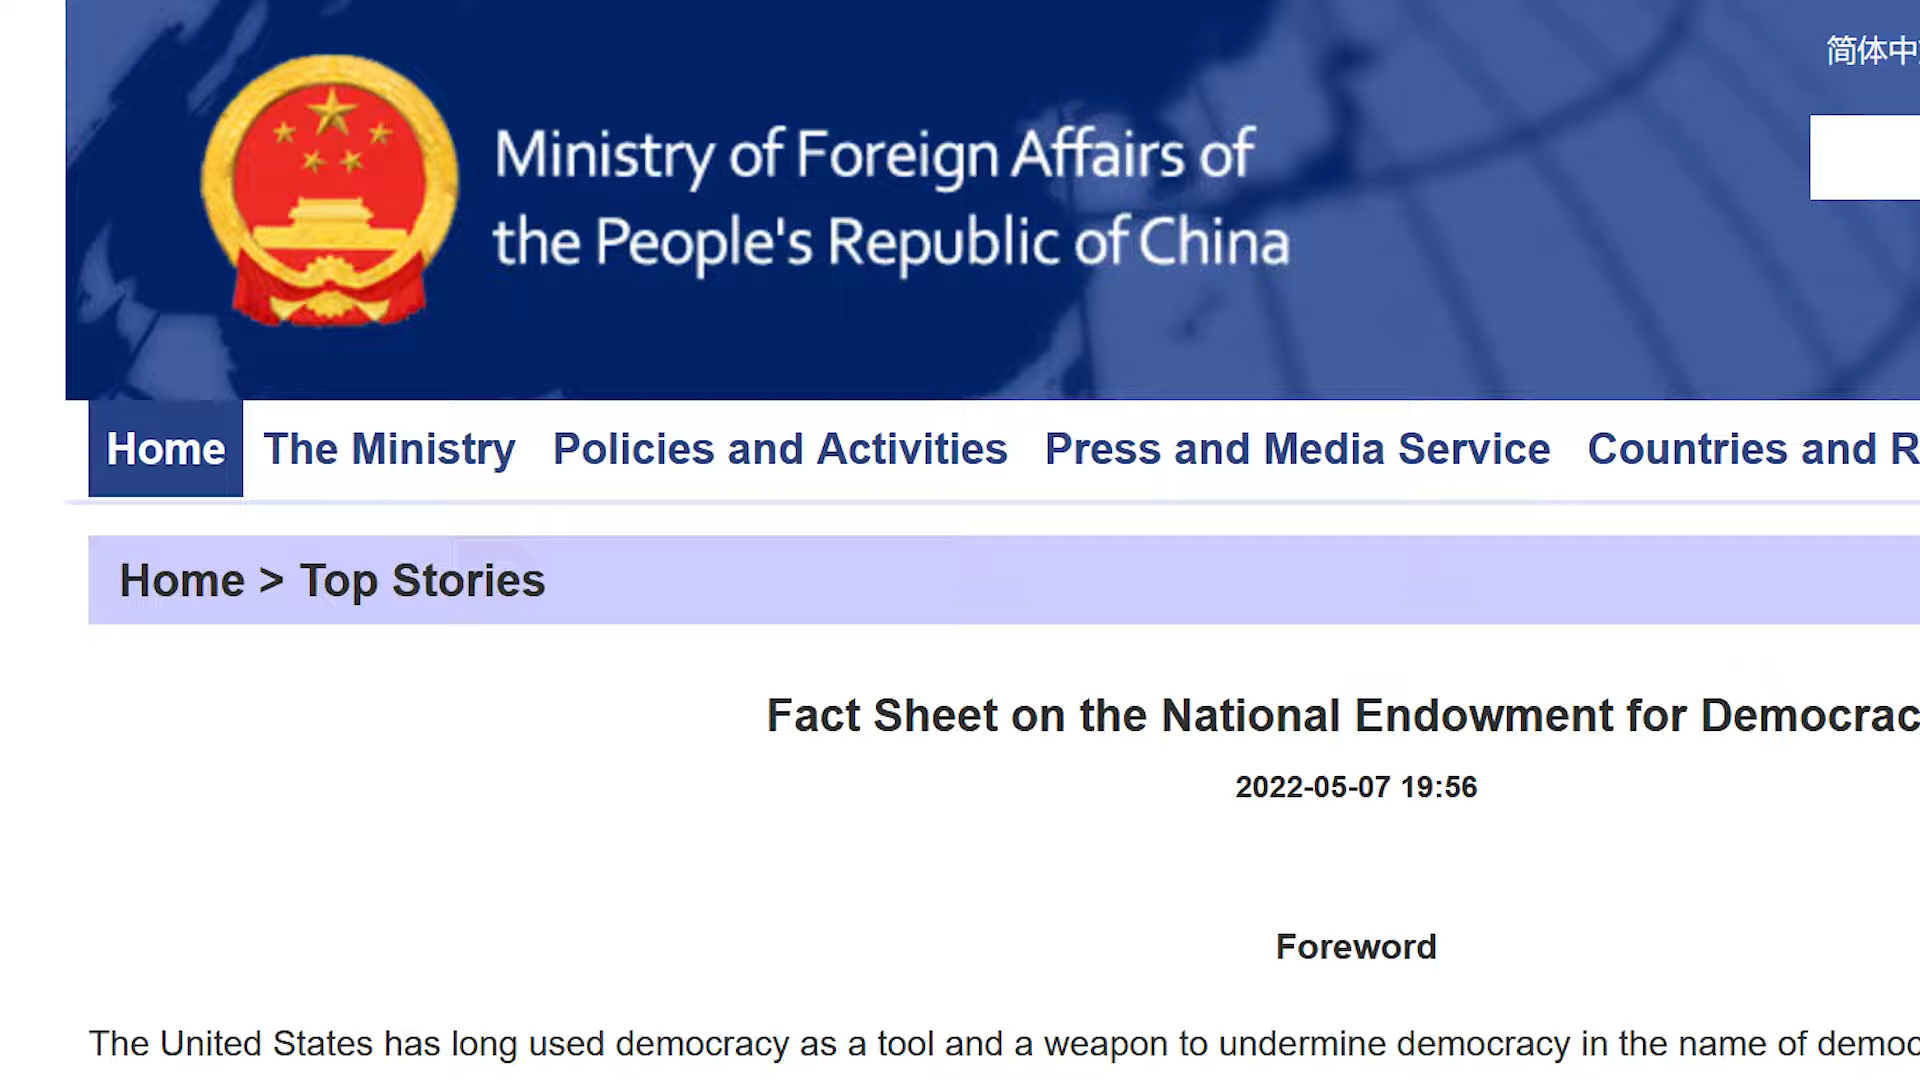 简体中
Ministry of Foreign Affairs of
the People's Republic of China
Home The Ministry Policies and Activities Press and Media Service Countries and R
Home > Top Stories
Fact Sheet on the National Endowment for Democrac
2022-05-07 19:56
Foreword
The United States has long used democracy as a tool and a weapon to undermine democracy in the name of democ